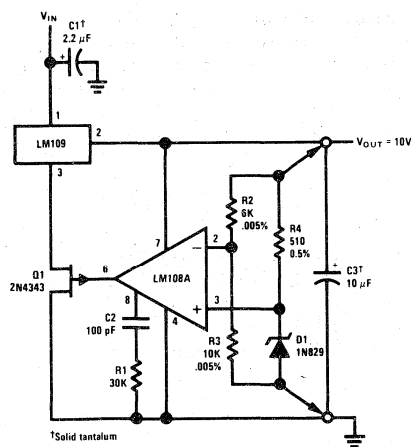 VIN
C1†
2.2 µF
+
1
LM109
2
3
VOUT = 10V
R2
6K
.005%
R4
510
0.5%
7
2
−
6
LM108A
8
3
+
4
Q1
2N4343
C2
100 pF
R1
30K
R3
10K
.005%
D1
1N829
+
C3†
10 µF
†Solid tantalum